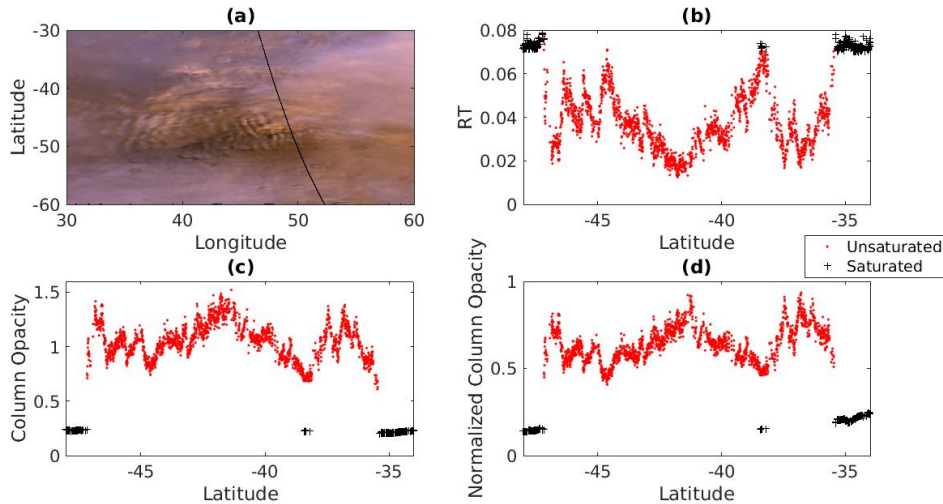 (a)
-30
-40
-50
-60
Latitude
30 40 50 60
Longitude
(b)
0.08
0.06
0.04
0.02
0
RT
-45 -40 -35
Latitude
Unsaturated
Saturated
(c)
1.5
1
0.5
0
Column Opacity
-45 -40 -35
Latitude
(d)
1
0.5
0
Normalized Column Opacity
-45 -40 -35
Latitude